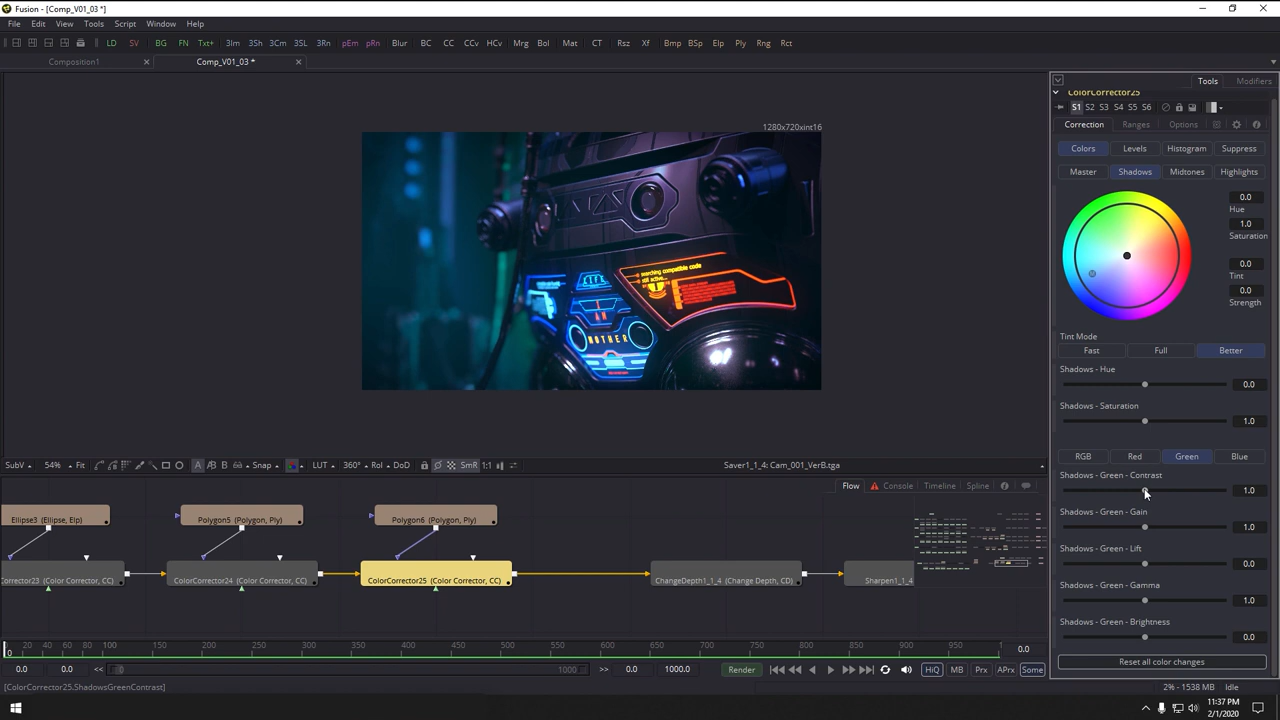 Fusion - [Comp_V01_03 *]
File Edit View Tools Script Window Help
LD SV BG FN Txt+ 3Im 3Sh 3Cm 3SL 3Rn pEm pRn Blur BC CC CCv HCv Mrg Bol Mat CT Rsz Xf Bmp BSp Elp Ply Rng Rct
Composition1
Comp_V01_03 *
1280x720xint16
searching compatible code
still active...
I
AM
MOTHER
SubV 54% Fit A B Snap LUT 360° RoI DoD SmR 1:1 Saver1_1_4: Cam_001_VerB.tga
Flow Console Timeline Spline
Ellipse3 (Ellipse, Elp)
Polygon5 (Polygon, Ply)
Polygon6 (Polygon, Ply)
Corrector23 (Color Corrector, CC)
ColorCorrector24 (Color Corrector, CC)
ColorCorrector25 (Color Corrector, CC)
ChangeDepth1_1_4 (Change Depth, CD)
Sharpen1_1_4
0 20 40 60 80 100 150 200 250 300 350 400 450 500 550 600 650 700 750 800 850 900 950
0.0
0.0 0.0 << 0 1000 >> 0.0 1000.0 Render HiQ MB Prx APrx Some
[ColorCorrector25.ShadowsGreenContrast]
2% - 1538 MB Idle
Tools Modifiers
ColorCorrector25
S1 S2 S3 S4 S5 S6
Correction Ranges Options
Colors Levels Histogram Suppress
Master Shadows Midtones Highlights
0.0
Hue
1.0
Saturation
0.0
Tint
0.0
Strength
Tint Mode
Fast Full Better
Shadows - Hue
0.0
Shadows - Saturation
1.0
RGB Red Green Blue
Shadows - Green - Contrast
1.0
Shadows - Green - Gain
1.0
Shadows - Green - Lift
0.0
Shadows - Green - Gamma
1.0
Shadows - Green - Brightness
0.0
Reset all color changes
11:37 PM
2/1/2020